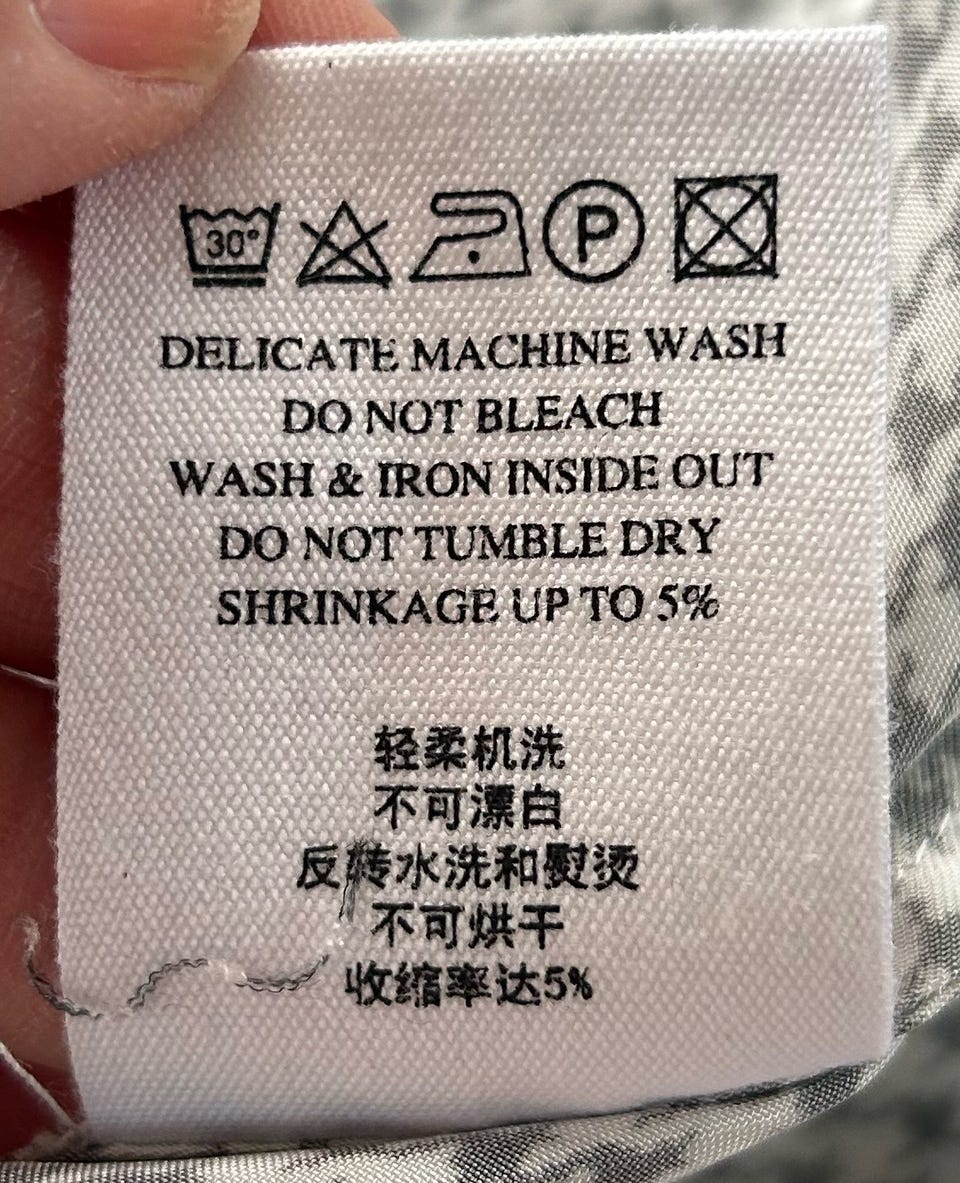 30°
P
DELICATE MACHINE WASH
DO NOT BLEACH
WASH & IRON INSIDE OUT
DO NOT TUMBLE DRY
SHRINKAGE UP TO 5%
轻柔机洗
不可漂白
反转水洗和熨烫
不可烘干
收缩率达5%